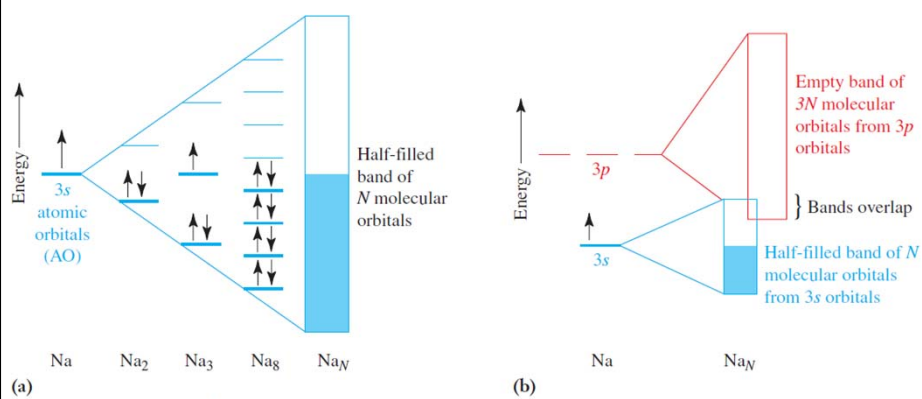 Energy
3s
atomic
orbitals
(AO)
Half-filled
band of
N molecular
orbitals
Na
Na₂
Na₃
Na₈
Naₙ
(a)
Energy
3p
3s
Empty band of
3N molecular
orbitals from 3p
orbitals
} Bands overlap
Half-filled band of N
molecular orbitals
from 3s orbitals
Na
Naₙ
(b)